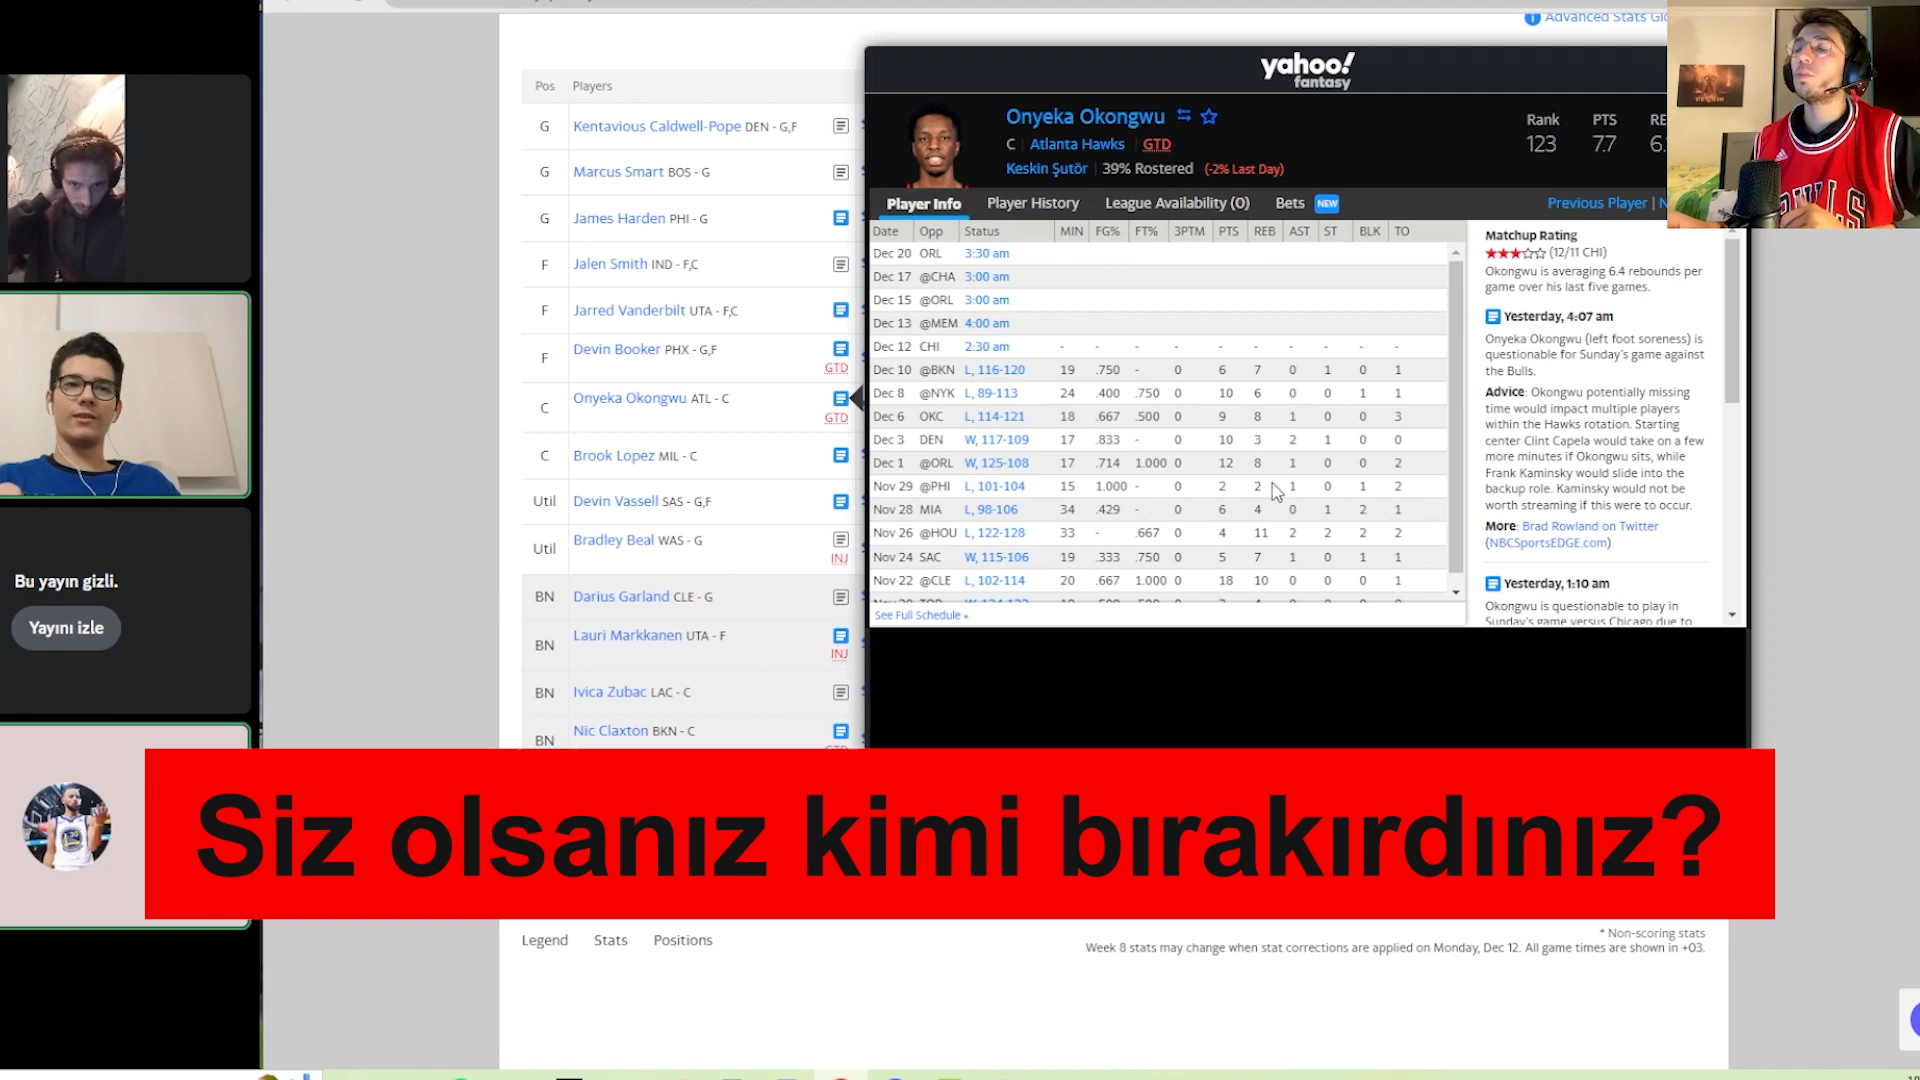 Advanced Stats Glo
yahoo!
fantasy
Pos Players
G Kentavious Caldwell-Pope DEN - G,F
G Marcus Smart BOS - G
G James Harden PHI - G
F Jalen Smith IND - F,C
F Jarred Vanderbilt UTA - F,C
F Devin Booker PHX - G,F
GTD
C Onyeka Okongwu ATL - C
GTD
C Brook Lopez MIL - C
Util Devin Vassell SAS - G,F
Util Bradley Beal WAS - G
INJ
BN Darius Garland CLE - G
BN Lauri Markkanen UTA - F
INJ
BN Ivica Zubac LAC - C
BN Nic Claxton BKN - C
Onyeka Okongwu
C Atlanta Hawks GTD
Keskin Şutör 39% Rostered (-2% Last Day)
Rank PTS RE
123 7.7 6.
Player Info Player History League Availability (0) Bets NEW Previous Player | N
Date Opp Status MIN FG% FT% 3PTM PTS REB AST ST BLK TO
Dec 20 ORL 3:30 am
Dec 17 @CHA 3:00 am
Dec 15 @ORL 3:00 am
Dec 13 @MEM 4:00 am
Dec 12 CHI 2:30 am - - - - - - - - - -
Dec 10 @BKN L, 116-120 19 .750 - 0 6 7 0 1 0 1
Dec 8 @NYK L, 89-113 24 .400 .750 0 10 6 0 0 1 1
Dec 6 OKC L, 114-121 18 .667 .500 0 9 8 1 0 0 3
Dec 3 DEN W, 117-109 17 .833 - 0 10 3 2 1 0 0
Dec 1 @ORL W, 125-108 17 .714 1.000 0 12 8 1 0 0 2
Nov 29 @PHI L, 101-104 15 1.000 - 0 2 2 1 0 1 2
Nov 28 MIA L, 98-106 34 .429 - 0 6 4 0 1 2 1
Nov 26 @HOU L, 122-128 33 - .667 0 4 11 2 2 2 2
Nov 24 SAC W, 115-106 19 .333 .750 0 5 7 1 0 1 1
Nov 22 @CLE L, 102-114 20 .667 1.000 0 18 10 0 0 0 1
See Full Schedule »
Matchup Rating
(12/11 CHI)
Okongwu is averaging 6.4 rebounds per
game over his last five games.
Yesterday, 4:07 am
Onyeka Okongwu (left foot soreness) is
questionable for Sunday's game against
the Bulls.
Advice: Okongwu potentially missing
time would impact multiple players
within the Hawks rotation. Starting
center Clint Capela would take on a few
more minutes if Okongwu sits, while
Frank Kaminsky would slide into the
backup role. Kaminsky would not be
worth streaming if this were to occur.
More: Brad Rowland on Twitter
(NBCSportsEDGE.com)
Yesterday, 1:10 am
Okongwu is questionable to play in
Sunday's game versus Chicago due to
BULLS
Bu yayın gizli.
Yayını izle
Siz olsanız kimi bırakırdınız?
Legend Stats Positions
* Non-scoring stats
Week 8 stats may change when stat corrections are applied on Monday, Dec 12. All game times are shown in +03.